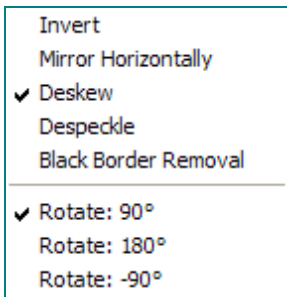 Invert
Mirror Horizontally
Deskew
Despeckle
Black Border Removal
Rotate: 90°
Rotate: 180°
Rotate: -90°